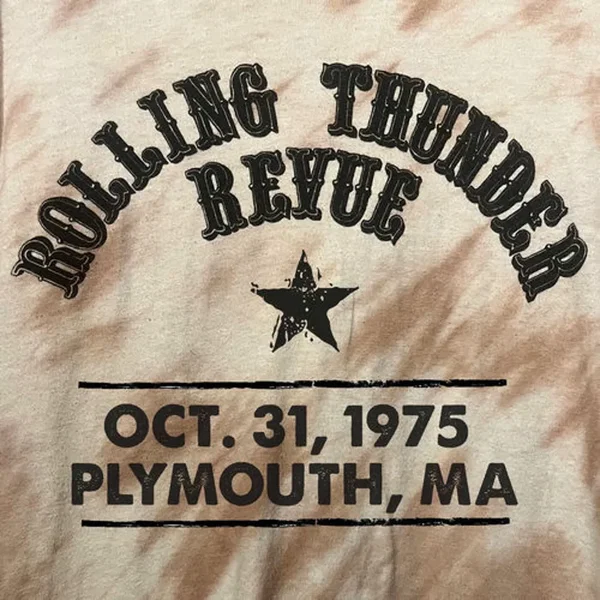 ROLLING THUNDER
REVUE
OCT. 31, 1975
PLYMOUTH, MA